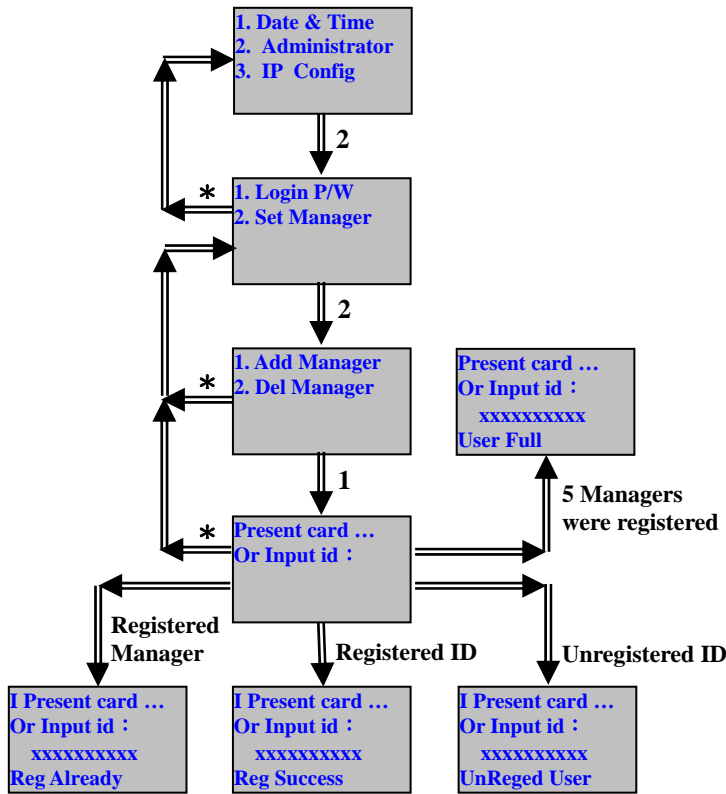 1. Date & Time
2. Administrator
3. IP Config
2
*
1. Login P/W
2. Set Manager
2
*
1. Add Manager
2. Del Manager
Present card …
Or Input id：
xxxxxxxxxx
User Full
1
5 Managers
were registered
*
Present card …
Or Input id：
Registered
Manager
Registered ID
Unregistered ID
I Present card …
Or Input id：
xxxxxxxxxx
Reg Already
I Present card …
Or Input id：
xxxxxxxxxx
Reg Success
I Present card …
Or Input id：
xxxxxxxxxx
UnReged User